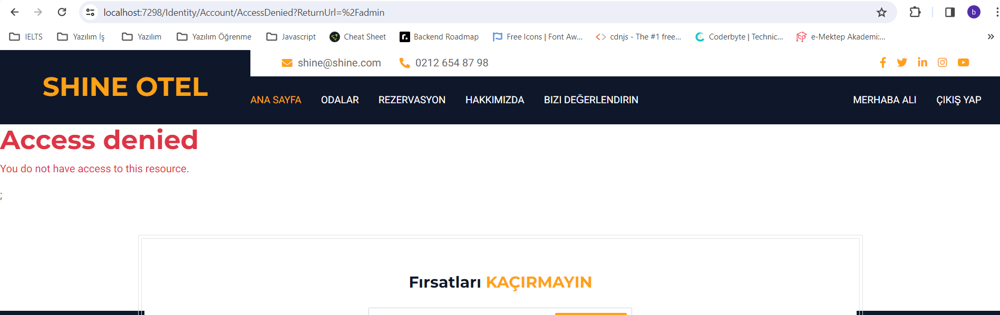 localhost:7298/Identity/Account/AccessDenied?ReturnUrl=%2Fadmin
b
IELTS Yazılım İş Yazılım Yazılım Öğrenme Javascript Cheat Sheet Backend Roadmap Free Icons | Font Aw... cdnjs - The #1 free... Coderbyte | Technic... e-Mektep Akademi:... »
shine@shine.com 0212 654 87 98
SHINE OTEL
ANA SAYFA ODALAR REZERVASYON HAKKIMIZDA BIZI DEĞERLENDIRIN MERHABA ALI ÇIKIŞ YAP
Access denied
You do not have access to this resource.
;
Fırsatları KAÇIRMAYIN